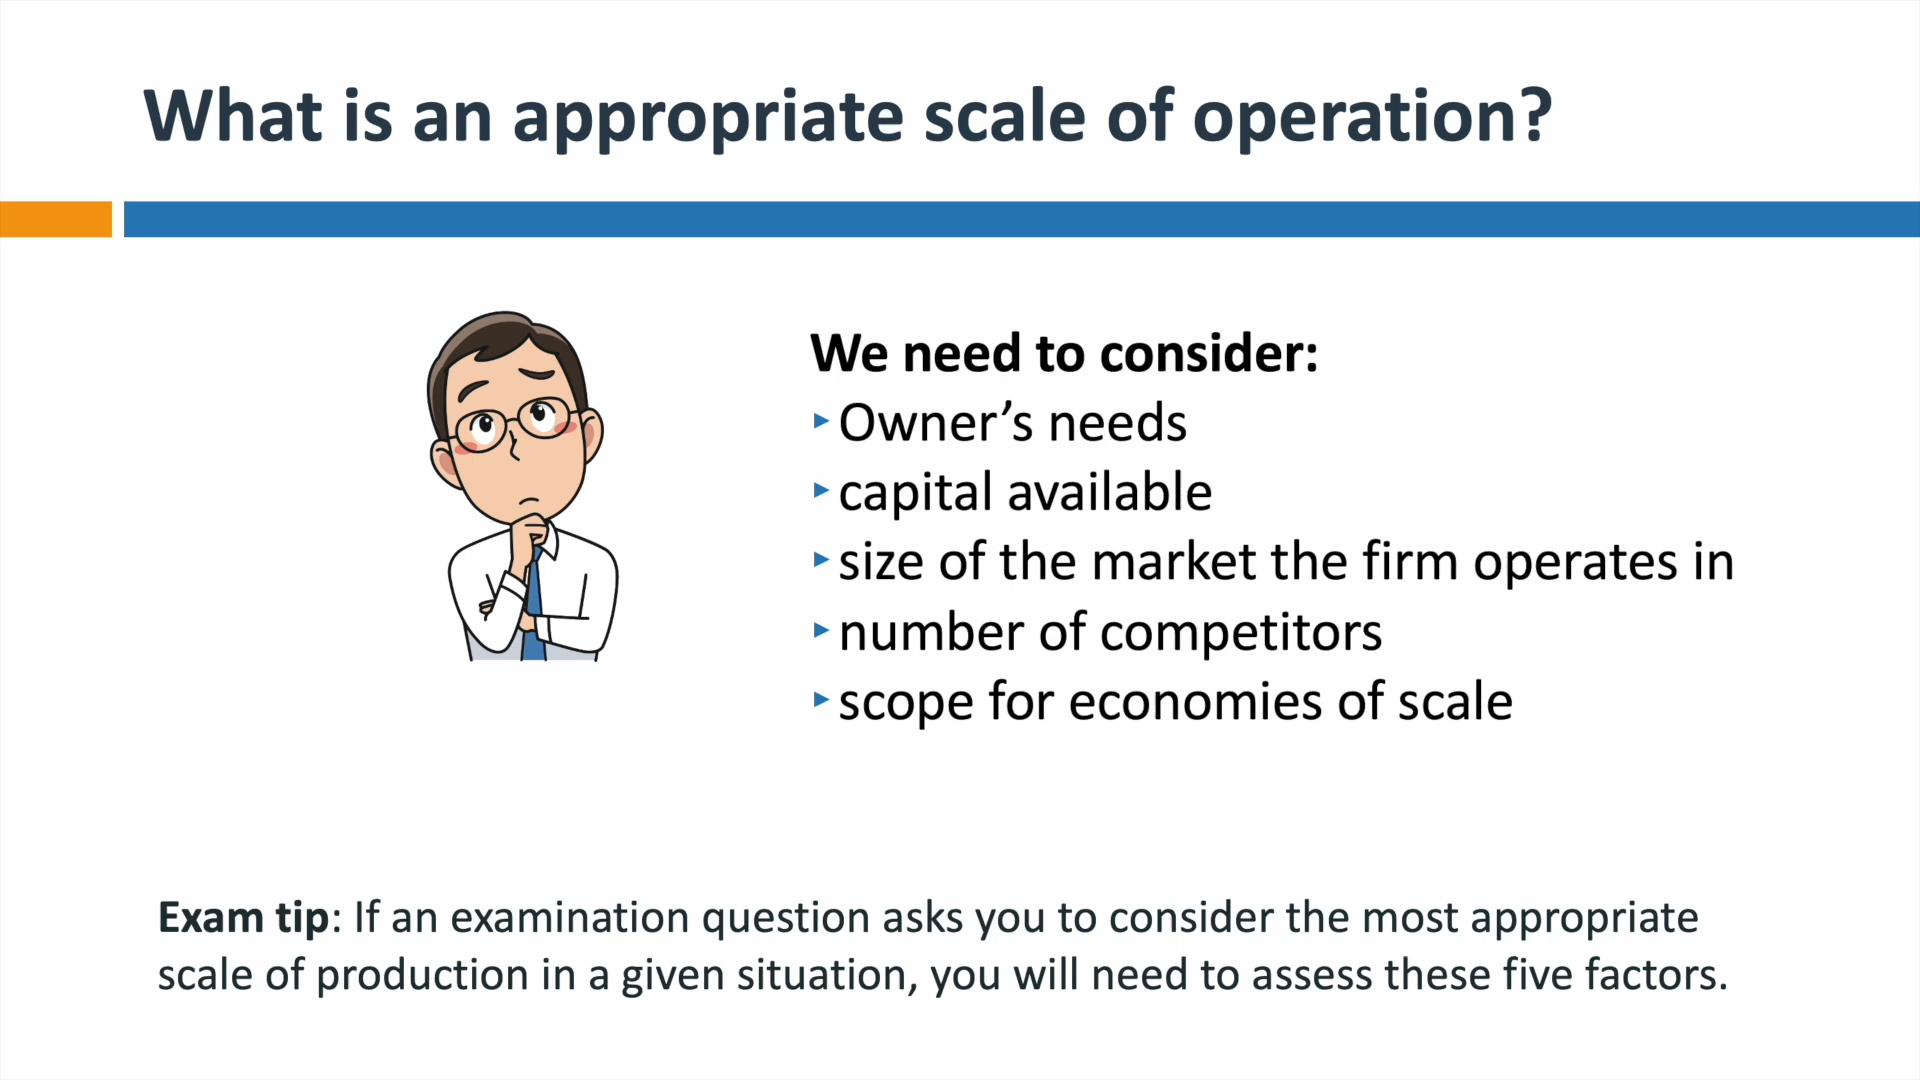 What is an appropriate scale of operation?
We need to consider:
▸Owner’s needs
▸capital available
▸size of the market the firm operates in
▸number of competitors
▸scope for economies of scale
Exam tip: If an examination question asks you to consider the most appropriate
scale of production in a given situation, you will need to assess these five factors.